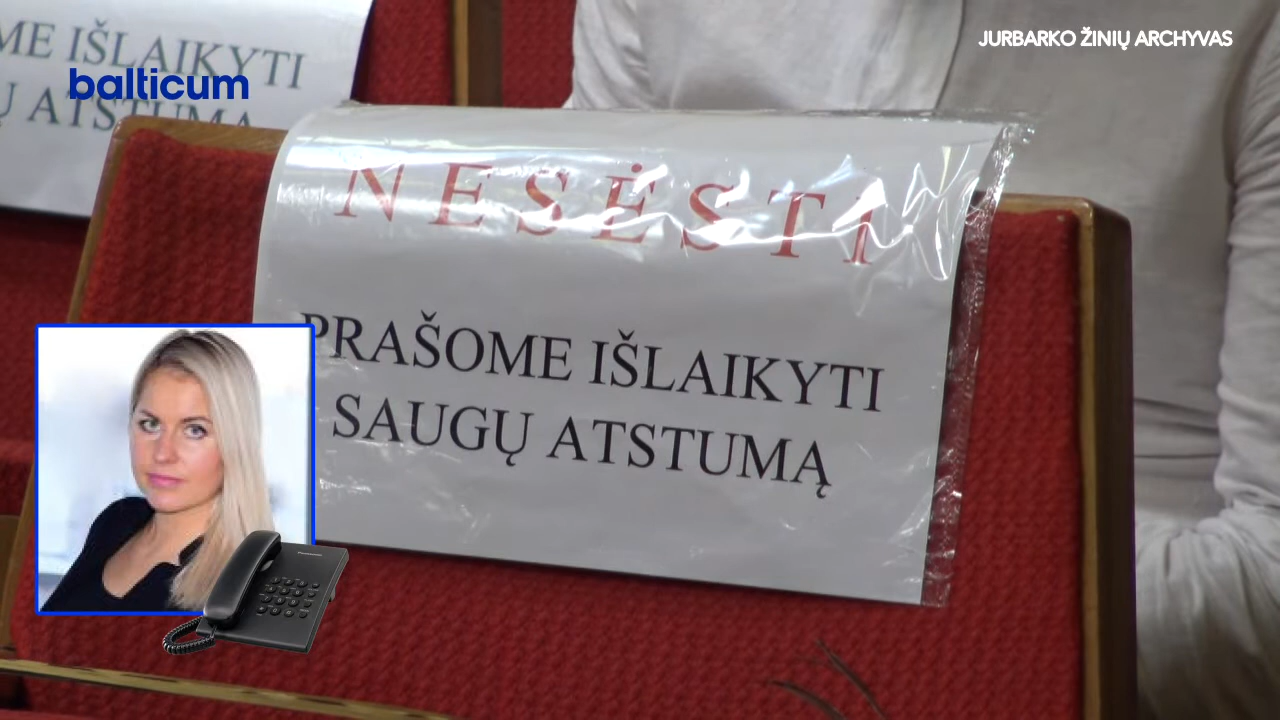 JURBARKO ŽINIŲ ARCHYVAS
ME IŠLAIKYTI
Ų ATSTUMĄ
balticum
NESĖSTI
PRAŠOME IŠLAIKYTI
SAUGŲ ATSTUMĄ